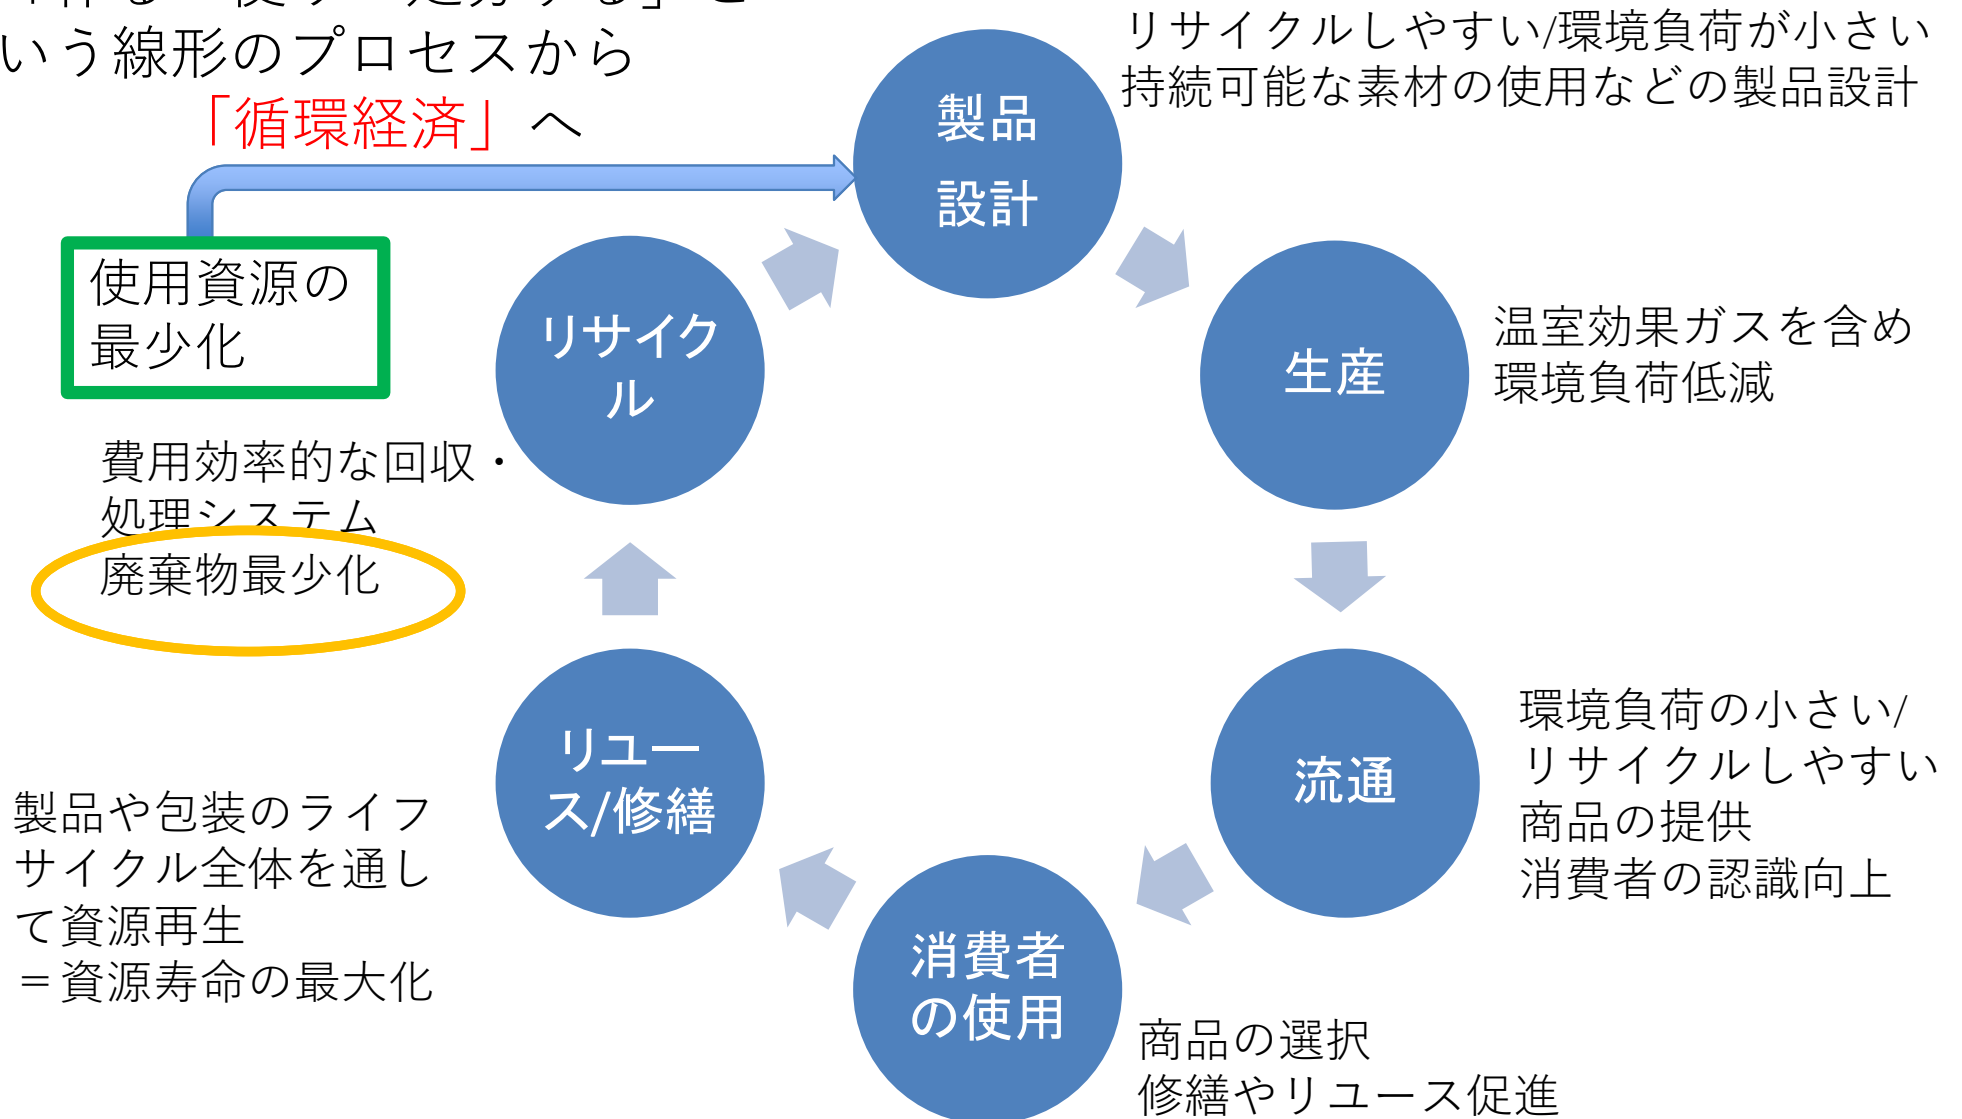 いう線形のプロセスから
「循環経済」へ
リサイクルしやすい/環境負荷が小さい
持続可能な素材の使用などの製品設計
製品
設計
使用資源の
最少化
リサイク
ル
生産
温室効果ガスを含め
環境負荷低減
費用効率的な回収・
処理システム
廃棄物最少化
リユー
ス/修繕
流通
環境負荷の小さい/
リサイクルしやすい
商品の提供
消費者の認識向上
製品や包装のライフ
サイクル全体を通し
て資源再生
＝資源寿命の最大化
消費者
の使用
商品の選択
修繕やリユース促進